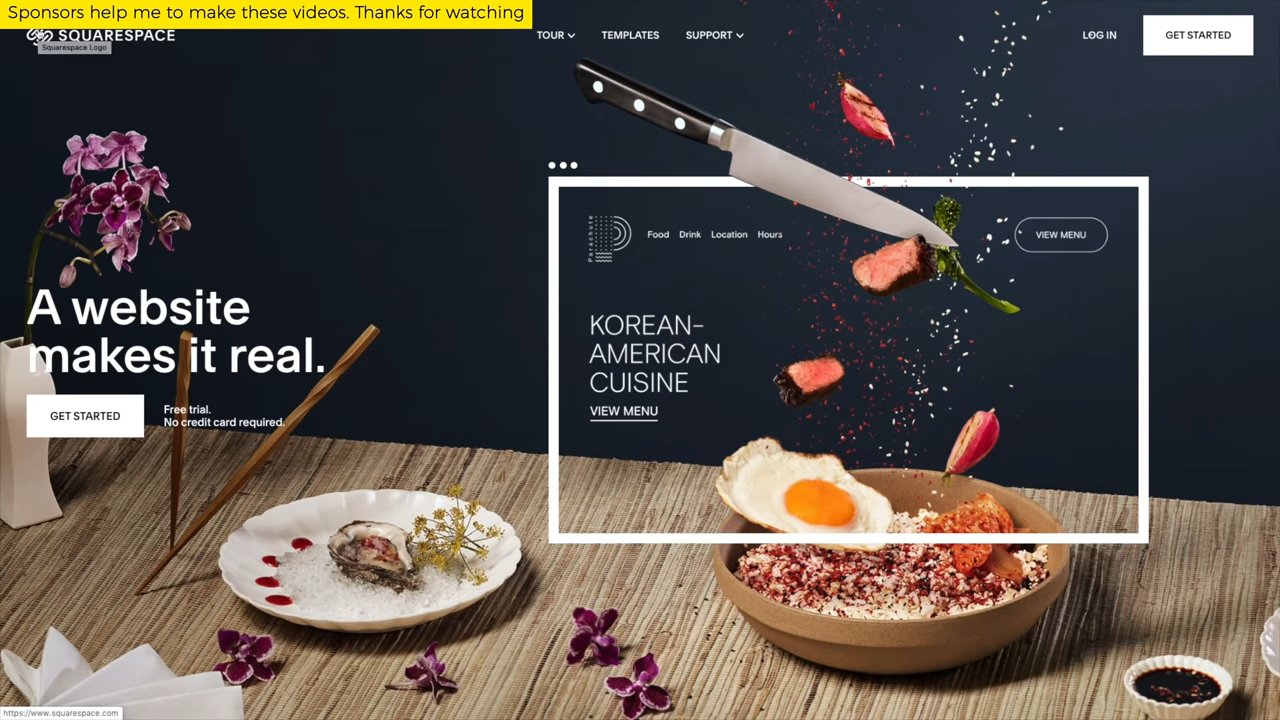 Sponsors help me to make these videos. Thanks for watching
SQUARESPACE
Squarespace Logo
TOUR
TEMPLATES
SUPPORT
LOG IN
GET STARTED
Food
Drink
Location
Hours
VIEW MENU
A website
makes it real.
GET STARTED
Free trial.
No credit card required.
KOREAN-
AMERICAN
CUISINE
VIEW MENU
https://www.squarespace.com